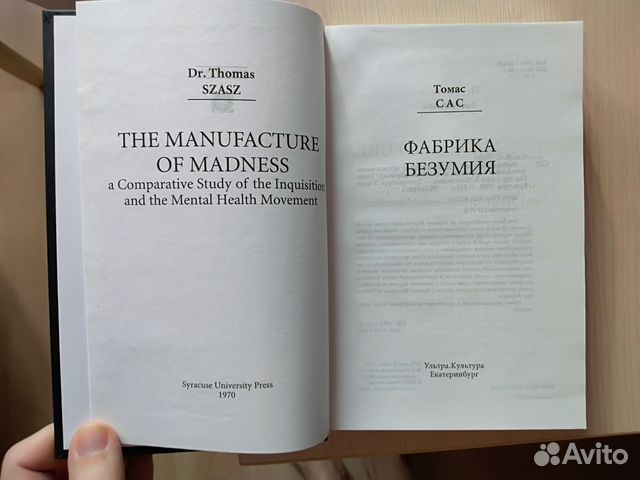 Dr. Thomas
SZASZ
THE MANUFACTURE
OF MADNESS
a Comparative Study of the Inquisition
and the Mental Health Movement
Syracuse University Press
1970
Томас
САС
ФАБРИКА
БЕЗУМИЯ
Ультра.Культура
Екатеринбург
Avito